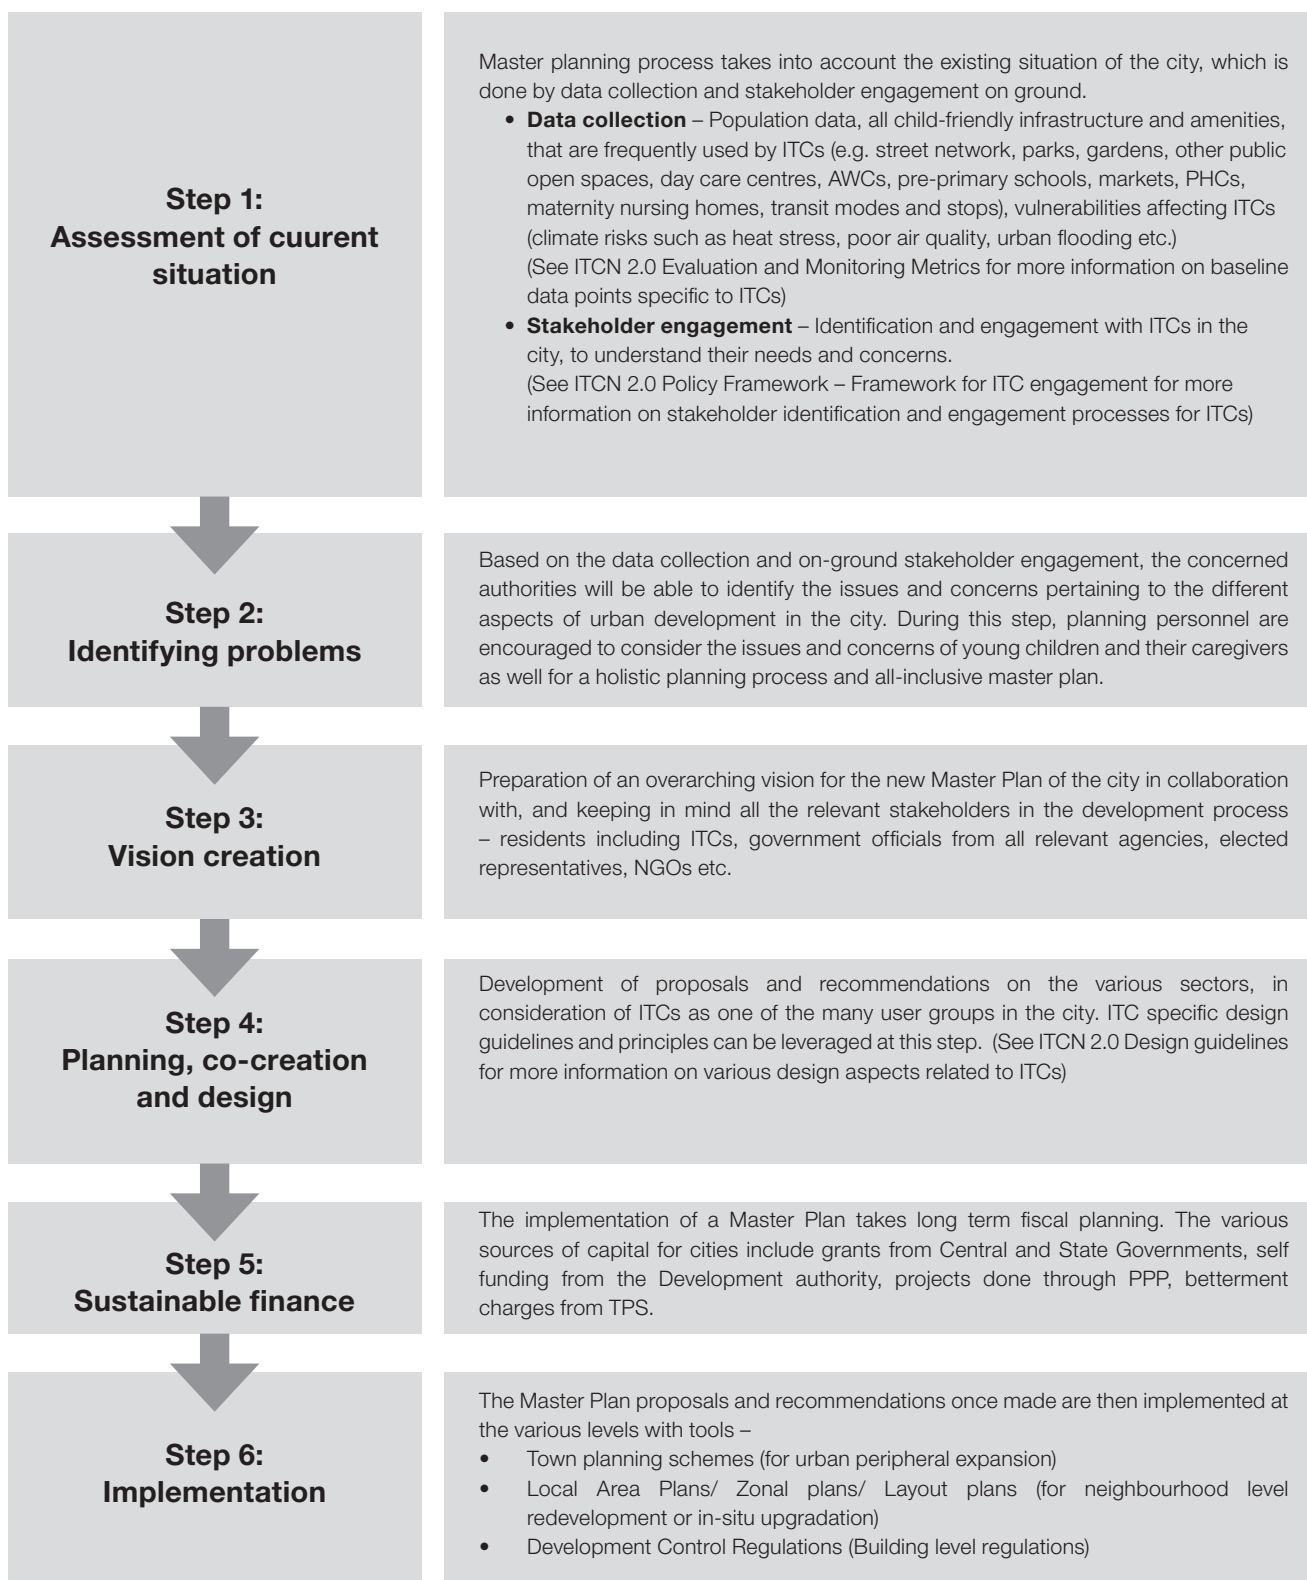 Step 1:
Assessment of cuurent
situation
Master planning process takes into account the existing situation of the city, which is
done by data collection and stakeholder engagement on ground.
• Data collection – Population data, all child-friendly infrastructure and amenities,
that are frequently used by ITCs (e.g. street network, parks, gardens, other public
open spaces, day care centres, AWCs, pre-primary schools, markets, PHCs,
maternity nursing homes, transit modes and stops), vulnerabilities affecting ITCs
(climate risks such as heat stress, poor air quality, urban flooding etc.)
(See ITCN 2.0 Evaluation and Monitoring Metrics for more information on baseline
data points specific to ITCs)
• Stakeholder engagement – Identification and engagement with ITCs in the
city, to understand their needs and concerns.
(See ITCN 2.0 Policy Framework – Framework for ITC engagement for more
information on stakeholder identification and engagement processes for ITCs)
Step 2:
Identifying problems
Based on the data collection and on-ground stakeholder engagement, the concerned
authorities will be able to identify the issues and concerns pertaining to the different
aspects of urban development in the city. During this step, planning personnel are
encouraged to consider the issues and concerns of young children and their caregivers
as well for a holistic planning process and all-inclusive master plan.
Step 3:
Vision creation
Preparation of an overarching vision for the new Master Plan of the city in collaboration
with, and keeping in mind all the relevant stakeholders in the development process
– residents including ITCs, government officials from all relevant agencies, elected
representatives, NGOs etc.
Step 4:
Planning, co-creation
and design
Development of proposals and recommendations on the various sectors, in
consideration of ITCs as one of the many user groups in the city. ITC specific design
guidelines and principles can be leveraged at this step. (See ITCN 2.0 Design guidelines
for more information on various design aspects related to ITCs)
Step 5:
Sustainable finance
The implementation of a Master Plan takes long term fiscal planning. The various
sources of capital for cities include grants from Central and State Governments, self
funding from the Development authority, projects done through PPP, betterment
charges from TPS.
Step 6:
Implementation
The Master Plan proposals and recommendations once made are then implemented at
the various levels with tools –
• Town planning schemes (for urban peripheral expansion)
• Local Area Plans/ Zonal plans/ Layout plans (for neighbourhood level
redevelopment or in-situ upgradation)
• Development Control Regulations (Building level regulations)